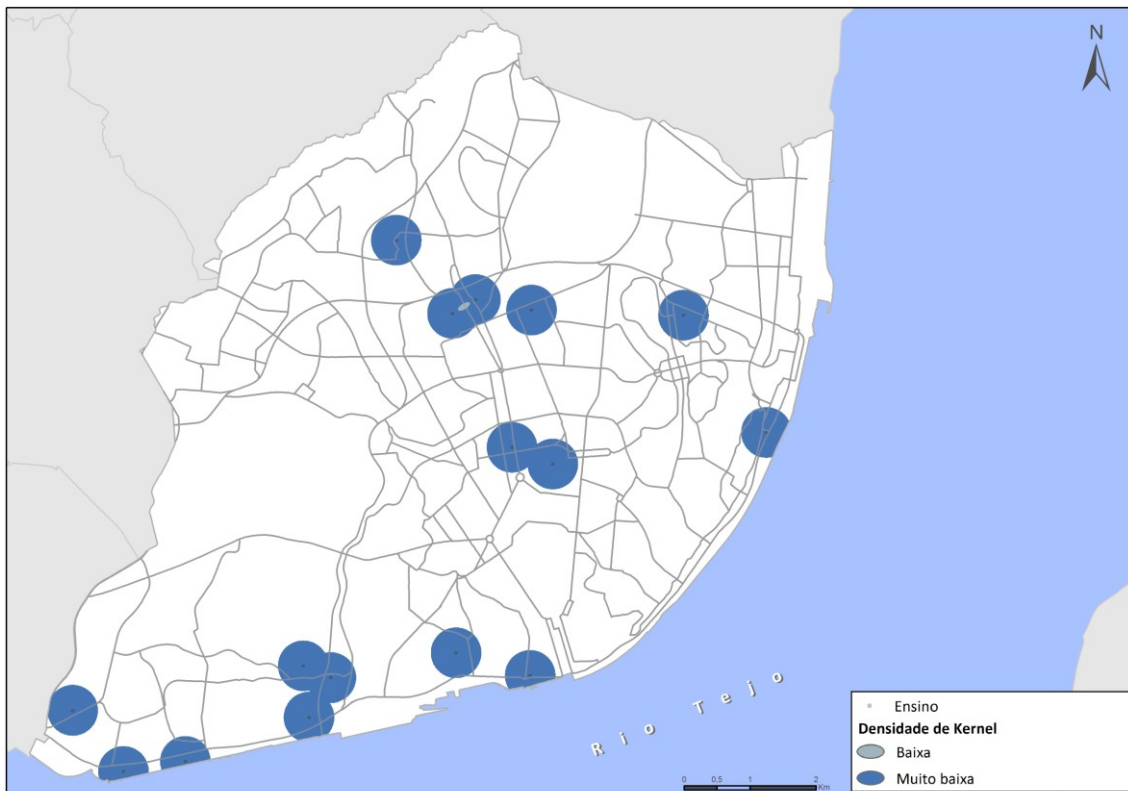 N
Rio Tejo
Ensino
Densidade de Kernel
Baixa
Muito baixa
0 0,5 1 2
Km